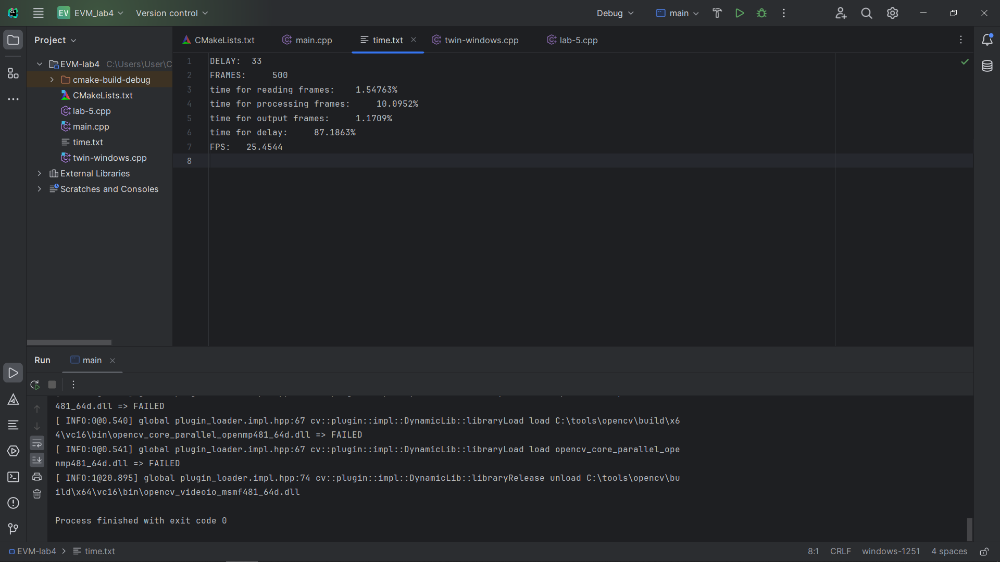 EV EVM_lab4 Version control Debug main
Project
CMakeLists.txt main.cpp time.txt twin-windows.cpp lab-5.cpp
EVM-lab4 C:\Users\User\C
cmake-build-debug
CMakeLists.txt
lab-5.cpp
main.cpp
time.txt
twin-windows.cpp
External Libraries
Scratches and Consoles
1 DELAY: 33
2 FRAMES: 500
3 time for reading frames: 1.54763%
4 time for processing frames: 10.0952%
5 time for output frames: 1.1709%
6 time for delay: 87.1863%
7 FPS: 25.4544
8
Run main
481_64d.dll => FAILED
[ INFO:0@0.540] global plugin_loader.impl.hpp:67 cv::plugin::impl::DynamicLib::libraryLoad load C:\tools\opencv\build\x6
4\vc16\bin\opencv_core_parallel_openmp481_64d.dll => FAILED
[ INFO:0@0.541] global plugin_loader.impl.hpp:67 cv::plugin::impl::DynamicLib::libraryLoad load opencv_core_parallel_ope
nmp481_64d.dll => FAILED
[ INFO:1@20.895] global plugin_loader.impl.hpp:74 cv::plugin::impl::DynamicLib::libraryRelease unload C:\tools\opencv\bu
ild\x64\vc16\bin\opencv_videoio_msmf481_64d.dll
Process finished with exit code 0
EVM-lab4 time.txt 8:1 CRLF windows-1251 4 spaces